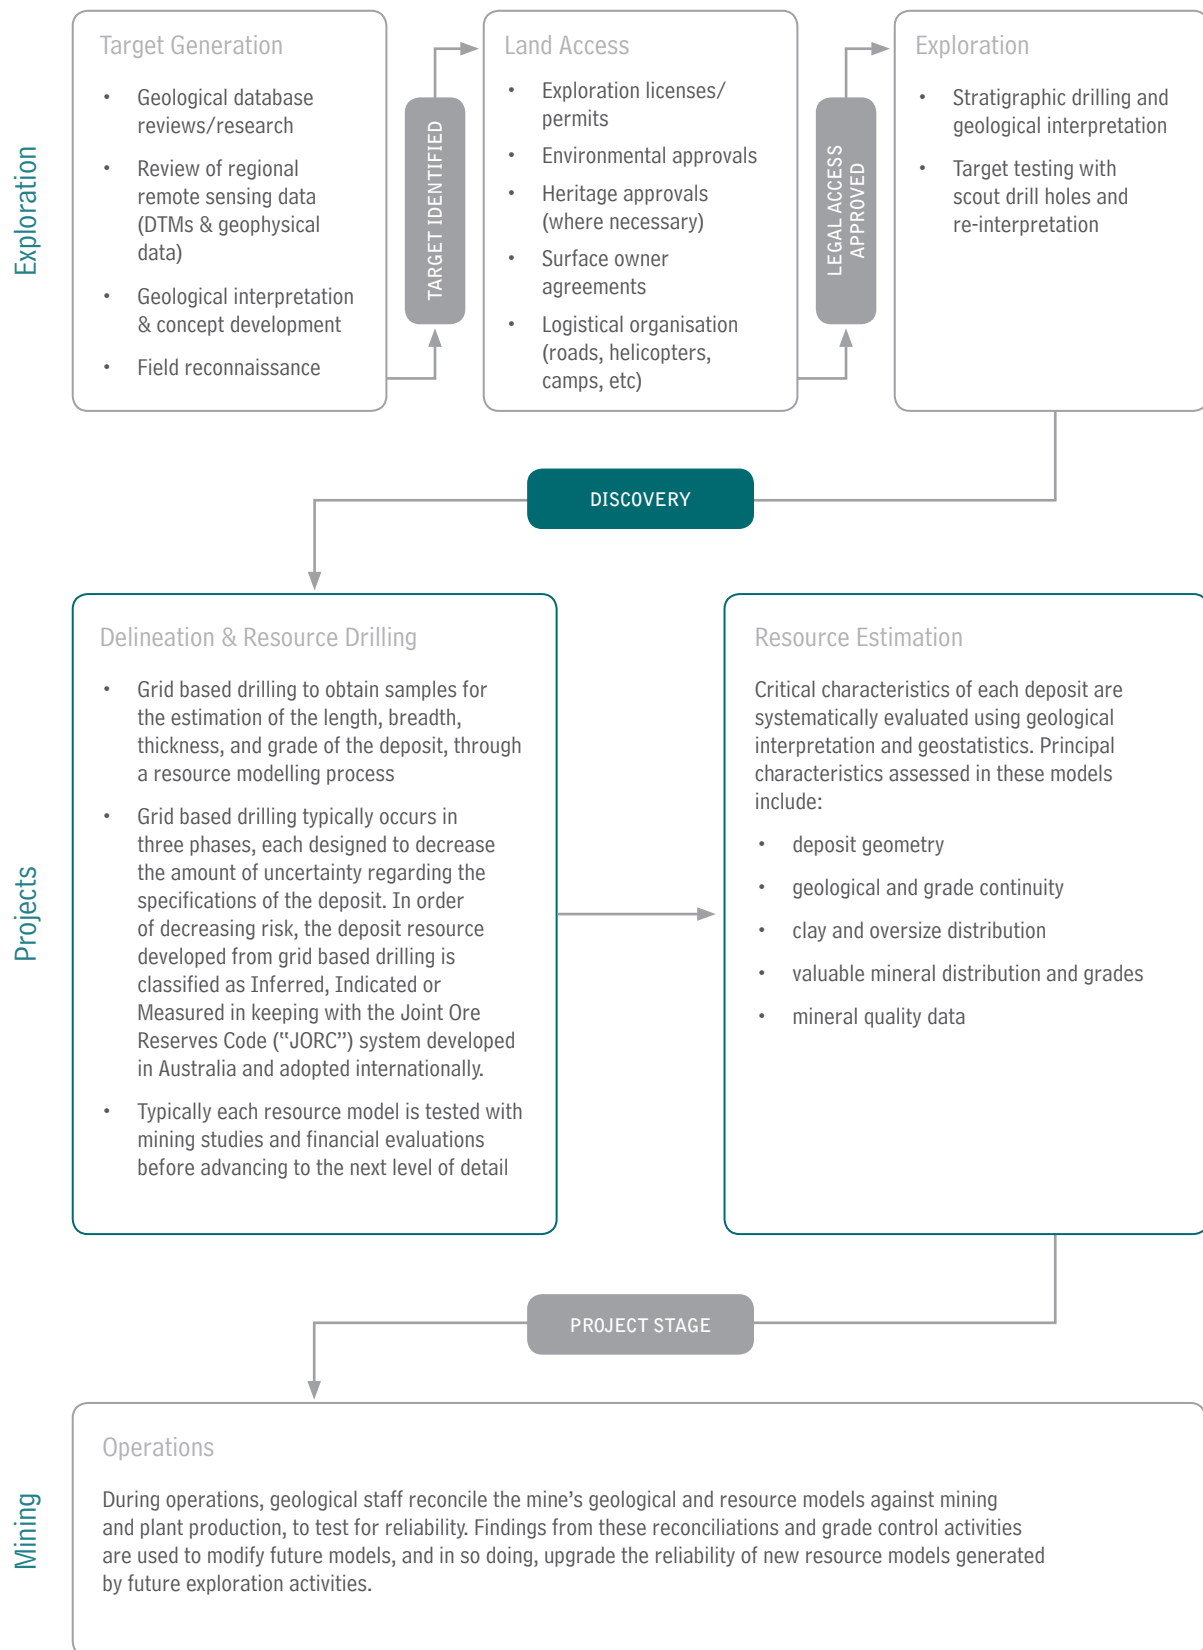 Exploration
Target Generation
• Geological database
reviews/research
• Review of regional
remote sensing data
(DTMs & geophysical
data)
• Geological interpretation
& concept development
• Field reconnaissance
TARGET IDENTIFIED
Land Access
• Exploration licenses/
permits
• Environmental approvals
• Heritage approvals
(where necessary)
• Surface owner
agreements
• Logistical organisation
(roads, helicopters,
camps, etc)
LEGAL ACCESS
APPROVED
Exploration
• Stratigraphic drilling and
geological interpretation
• Target testing with
scout drill holes and
re-interpretation
DISCOVERY
Projects
Delineation & Resource Drilling
• Grid based drilling to obtain samples for
the estimation of the length, breadth,
thickness, and grade of the deposit, through
a resource modelling process
• Grid based drilling typically occurs in
three phases, each designed to decrease
the amount of uncertainty regarding the
specifications of the deposit. In order
of decreasing risk, the deposit resource
developed from grid based drilling is
classified as Inferred, Indicated or
Measured in keeping with the Joint Ore
Reserves Code (“JORC”) system developed
in Australia and adopted internationally.
• Typically each resource model is tested with
mining studies and financial evaluations
before advancing to the next level of detail
Resource Estimation
Critical characteristics of each deposit are
systematically evaluated using geological
interpretation and geostatistics. Principal
characteristics assessed in these models
include:
• deposit geometry
• geological and grade continuity
• clay and oversize distribution
• valuable mineral distribution and grades
• mineral quality data
PROJECT STAGE
Mining
Operations
During operations, geological staff reconcile the mine’s geological and resource models against mining
and plant production, to test for reliability. Findings from these reconciliations and grade control activities
are used to modify future models, and in so doing, upgrade the reliability of new resource models generated
by future exploration activities.